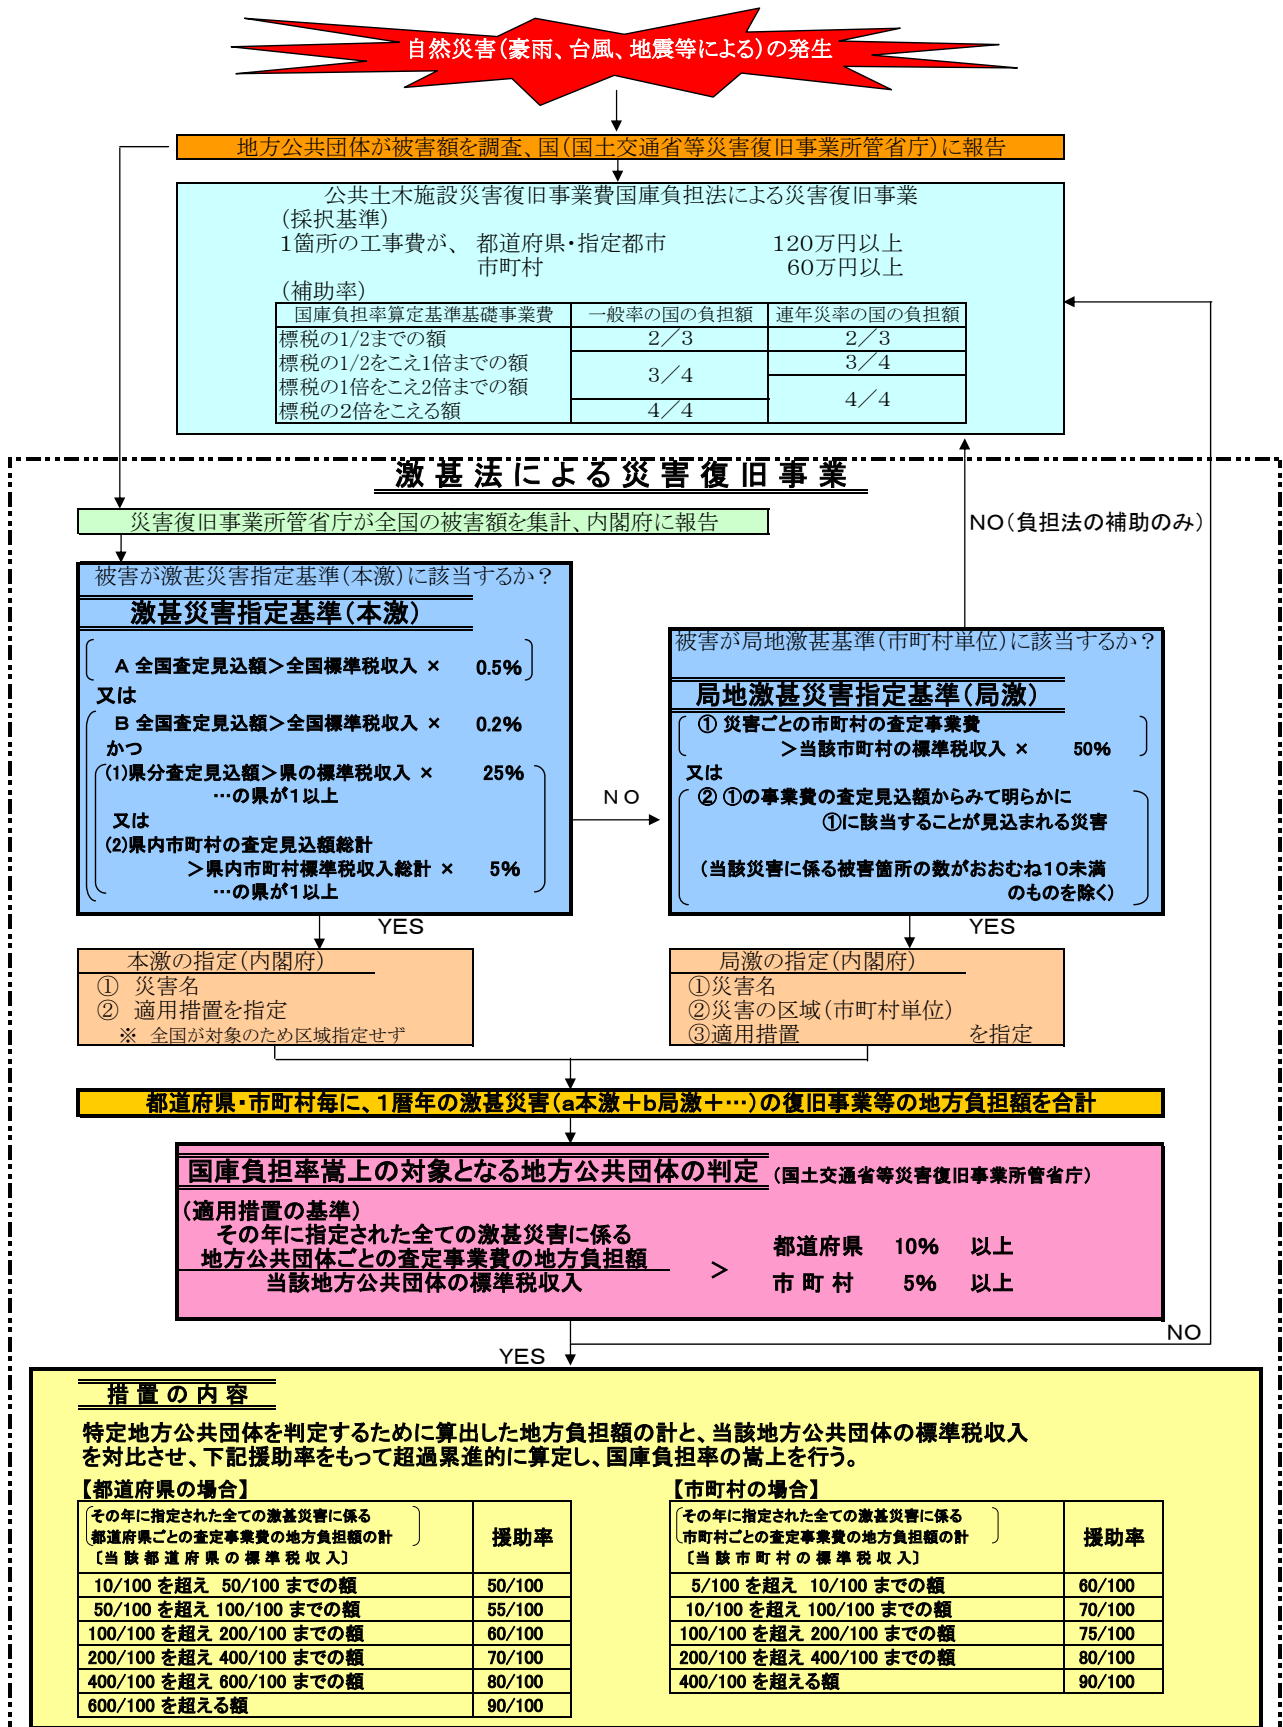 自然災害(豪雨、台風、地震等による)の発生
地方公共団体が被害額を調査、国(国土交通省等災害復旧事業所管省庁)に報告
公共土木施設災害復旧事業費国庫負担法による災害復旧事業
(採択基準)
1箇所の工事費が、 都道府県・指定都市 120万円以上
市町村 60万円以上
(補助率)
国庫負担率算定基準基礎事業費 一般率の国の負担額 連年災率の国の負担額
標税の1/2までの額 2/3 2/3
標税の1/2をこえ1倍までの額 3/4 3/4
標税の1倍をこえ2倍までの額 4/4
標税の2倍をこえる額 4/4
激甚法による災害復旧事業
災害復旧事業所管省庁が全国の被害額を集計、内閣府に報告
NO(負担法の補助のみ)
被害が激甚災害指定基準(本激)に該当するか?
激甚災害指定基準(本激)
A 全国査定見込額>全国標準税収入 × 0.5%
又は
B 全国査定見込額>全国標準税収入 × 0.2%
かつ
(1)県分査定見込額>県の標準税収入 × 25%
…の県が1以上
又は
(2)県内市町村の査定見込額総計
>県内市町村標準税収入総計 × 5%
…の県が1以上
NO
被害が局地激甚基準(市町村単位)に該当するか?
局地激甚災害指定基準(局激)
① 災害ごとの市町村の査定事業費
>当該市町村の標準税収入 × 50%
又は
② ①の事業費の査定見込額からみて明らかに
①に該当することが見込まれる災害
(当該災害に係る被害箇所の数がおおむね10未満
のものを除く)
YES
YES
本激の指定(内閣府)
① 災害名
② 適用措置を指定
※ 全国が対象のため区域指定せず
局激の指定(内閣府)
①災害名
②災害の区域(市町村単位)
③適用措置 を指定
都道府県・市町村毎に、1暦年の激甚災害(a本激+b局激+…)の復旧事業等の地方負担額を合計
国庫負担率嵩上の対象となる地方公共団体の判定 (国土交通省等災害復旧事業所管省庁)
(適用措置の基準)
その年に指定された全ての激甚災害に係る
地方公共団体ごとの査定事業費の地方負担額
当該地方公共団体の標準税収入
>
都道府県 10% 以上
市町村 5% 以上
NO
YES
措置の内容
特定地方公共団体を判定するために算出した地方負担額の計と、当該地方公共団体の標準税収入
を対比させ、下記援助率をもって超過累進的に算定し、国庫負担率の嵩上を行う。
【都道府県の場合】
その年に指定された全ての激甚災害に係る
都道府県ごとの査定事業費の地方負担額の計
〔当該都道府県の標準税収入〕
援助率
10/100 を超え 50/100 までの額 50/100
50/100 を超え 100/100 までの額 55/100
100/100 を超え 200/100 までの額 60/100
200/100 を超え 400/100 までの額 70/100
400/100 を超え 600/100 までの額 80/100
600/100 を超える額 90/100
【市町村の場合】
その年に指定された全ての激甚災害に係る
市町村ごとの査定事業費の地方負担額の計
〔当該市町村の標準税収入〕
援助率
5/100 を超え 10/100 までの額 60/100
10/100 を超え 100/100 までの額 70/100
100/100 を超え 200/100 までの額 75/100
200/100 を超え 400/100 までの額 80/100
400/100 を超える額 90/100